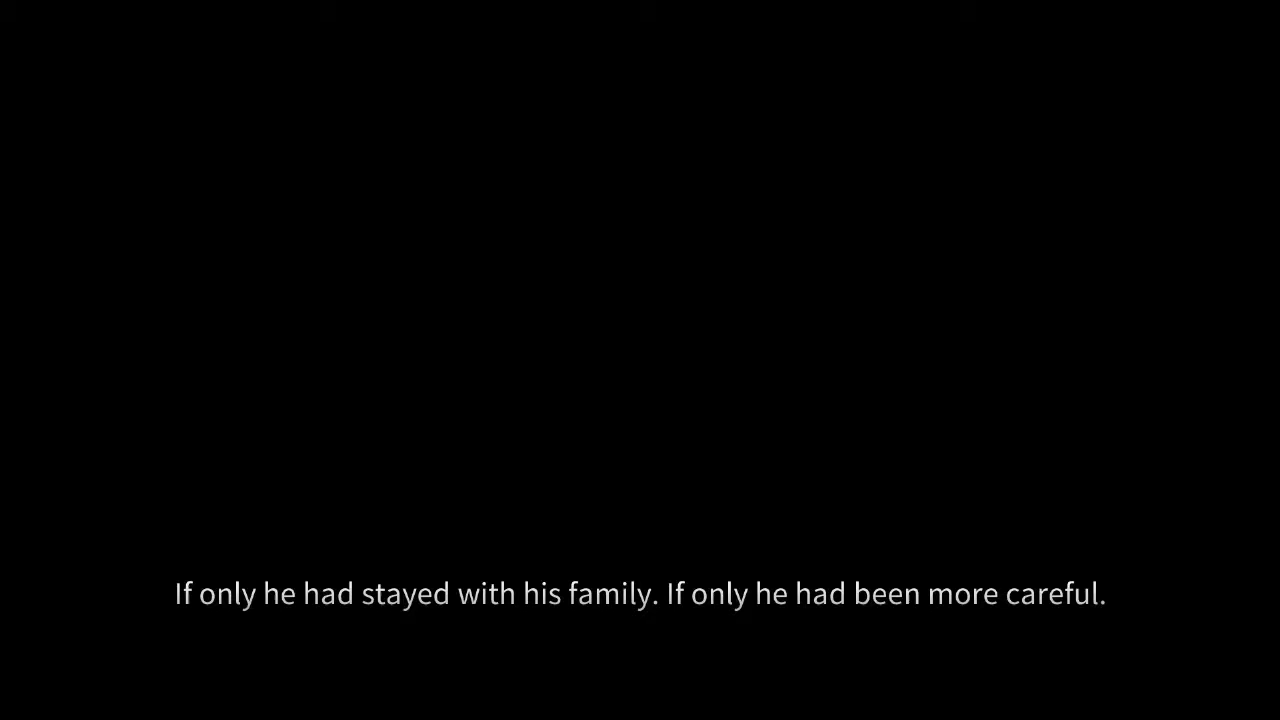 If only he had stayed with his family. If only he had been more careful.